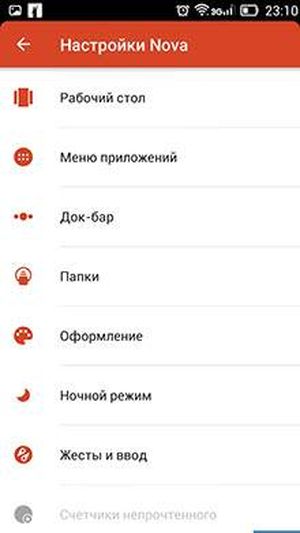 3G 23:10
Настройки Nova
Рабочий стол
Меню приложений
Док-бар
Папки
Оформление
Ночной режим
Жесты и ввод
Счетчики непрочтенного